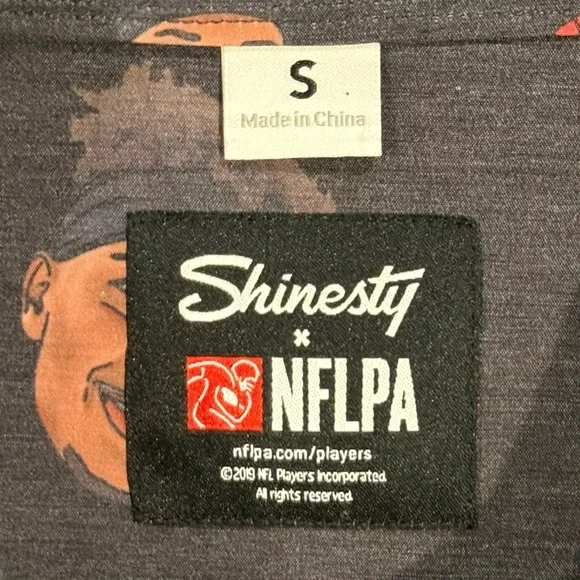 S
Made in China
Shinesty
x
NFLPA
nflpa.com/players
©2019 NFL Players Incorporated.
All rights reserved.